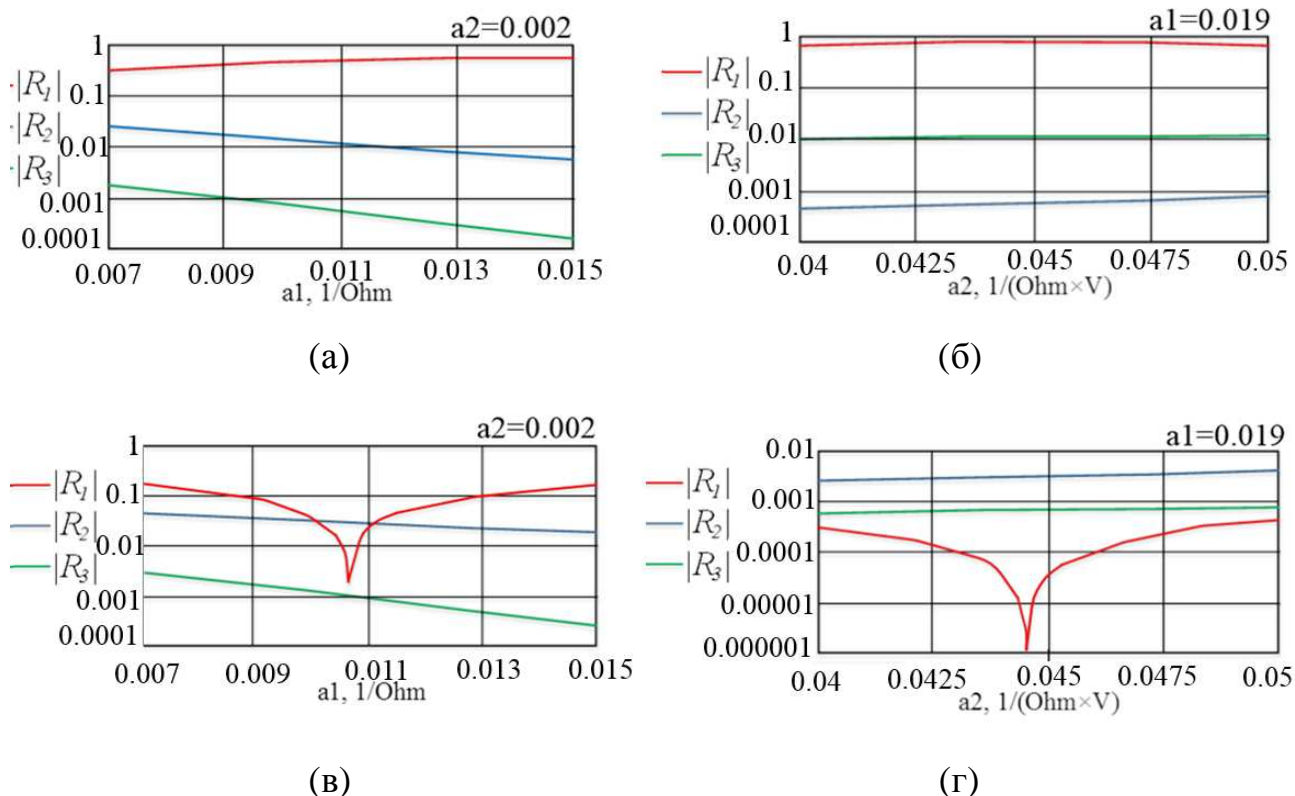 a2=0.002
1
|R₁|
0.1
|R₂|
0.01
|R₃|
0.001
0.0001
0.007 0.009 0.011 0.013 0.015
a1, 1/Ohm
(а)
a1=0.019
1
|R₁|
0.1
|R₂|
0.01
|R₃|
0.001
0.0001
0.04 0.0425 0.045 0.0475 0.05
a2, 1/(Ohm×V)
(б)
a2=0.002
1
|R₁|
0.1
|R₂|
0.01
|R₃|
0.001
0.0001
0.007 0.009 0.011 0.013 0.015
a1, 1/Ohm
(в)
a1=0.019
0.01
|R₁|
0.001
|R₂|
0.0001
|R₃|
0.00001
0.000001
0.04 0.0425 0.045 0.0475 0.05
a2, 1/(Ohm×V)
(г)